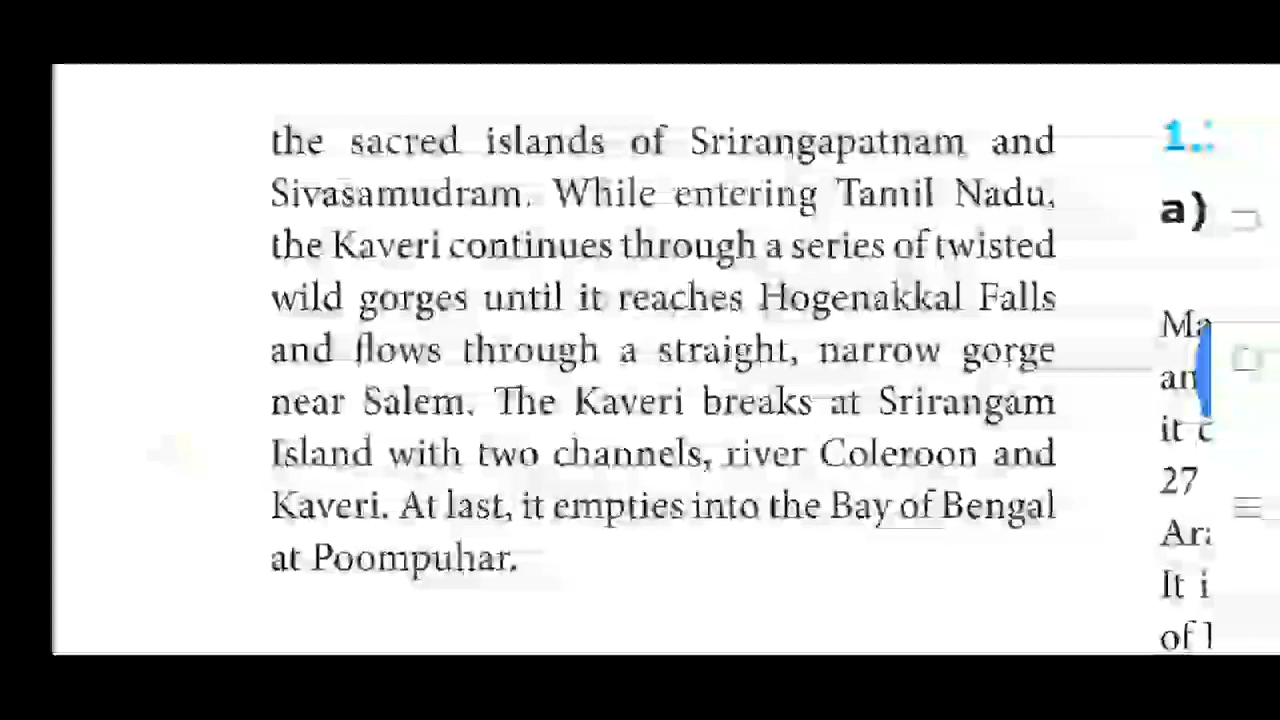 the sacred islands of Srirangapatnam and
Sivasamudram. While entering Tamil Nadu,
the Kaveri continues through a series of twisted
wild gorges until it reaches Hogenakkal Falls
and flows through a straight, narrow gorge
near Salem. The Kaveri breaks at Srirangam
Island with two channels, river Coleroon and
Kaveri. At last, it empties into the Bay of Bengal
at Poompuhar.
a)
it
27
It
of